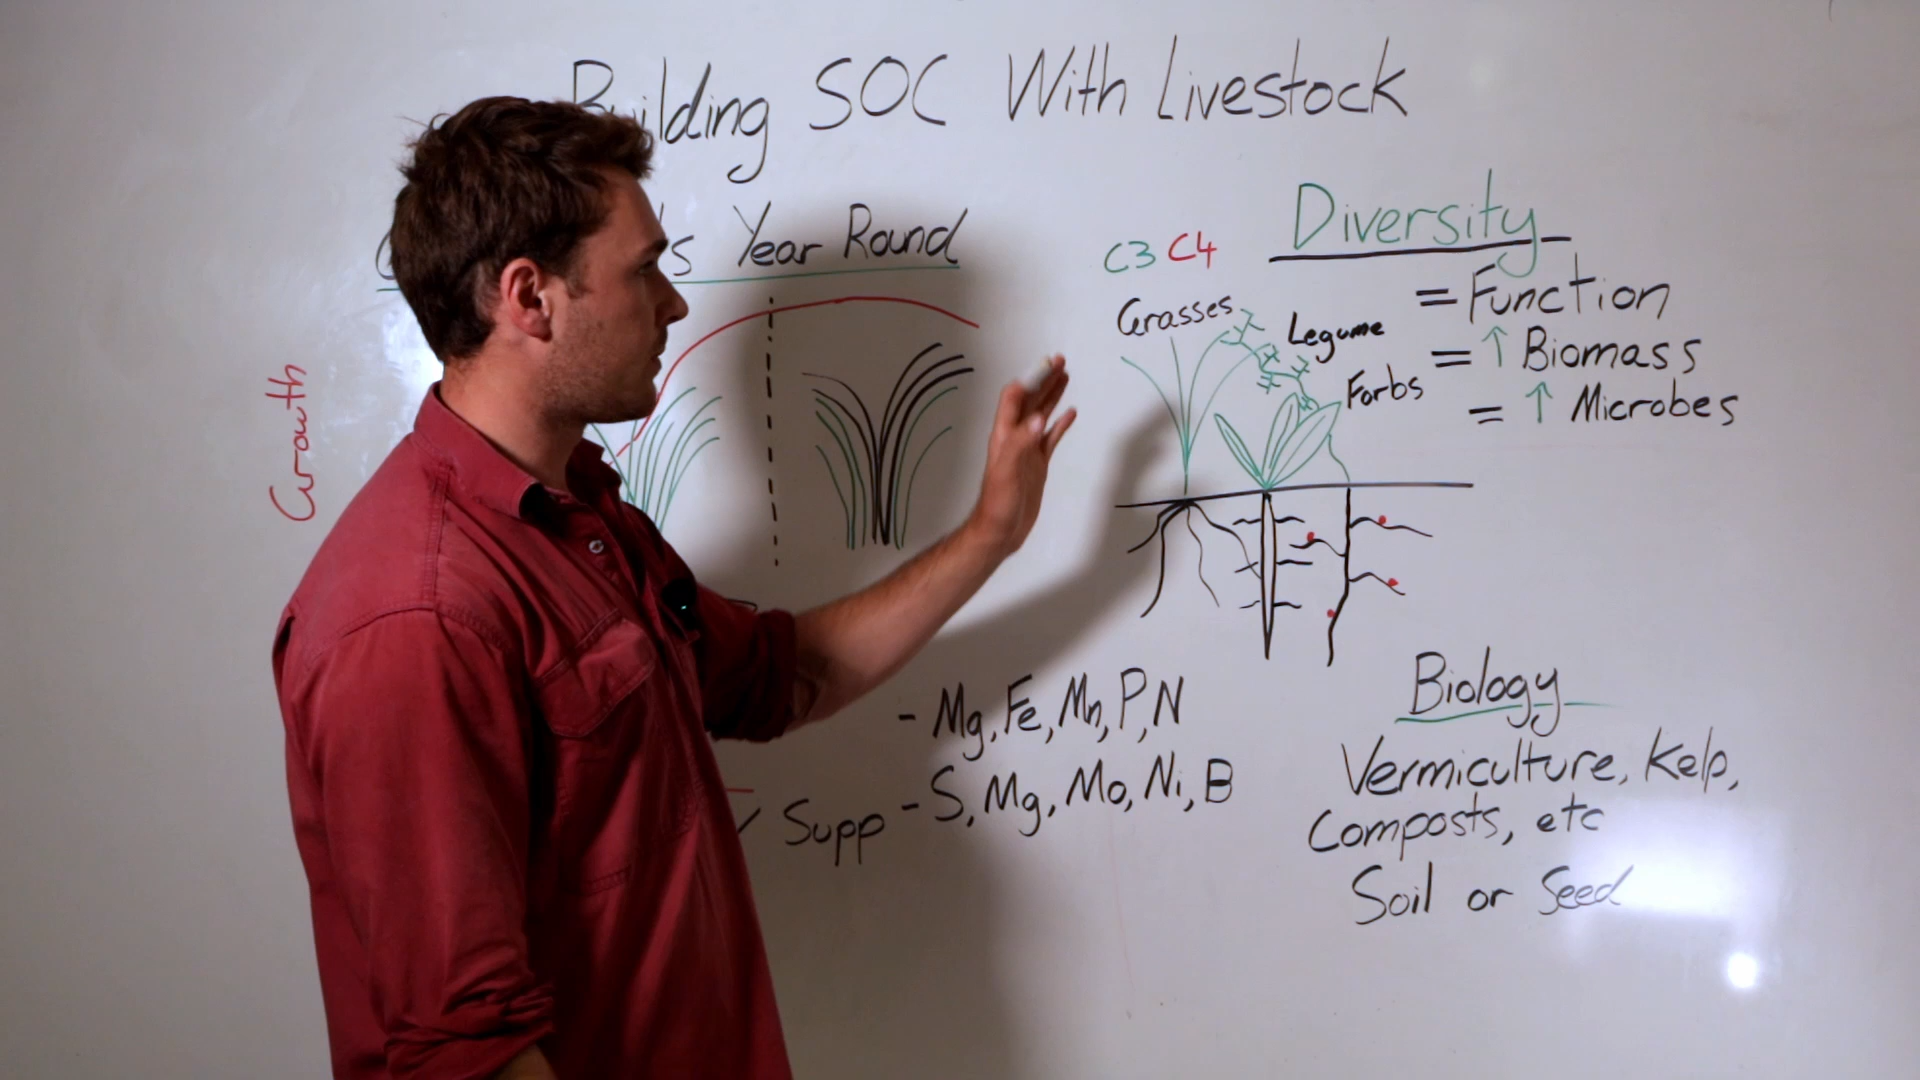 Building SOC With Livestock
Year Round
Growth
C3 C4
Grasses
Legume
Forbs
Diversity
= Function
= ↑ Biomass
= ↑ Microbes
- Mg, Fe, Mn, P, N
Supp - S, Mg, Mo, Ni, B
Biology
Vermiculture, Kelp,
Composts, etc
Soil or Seed